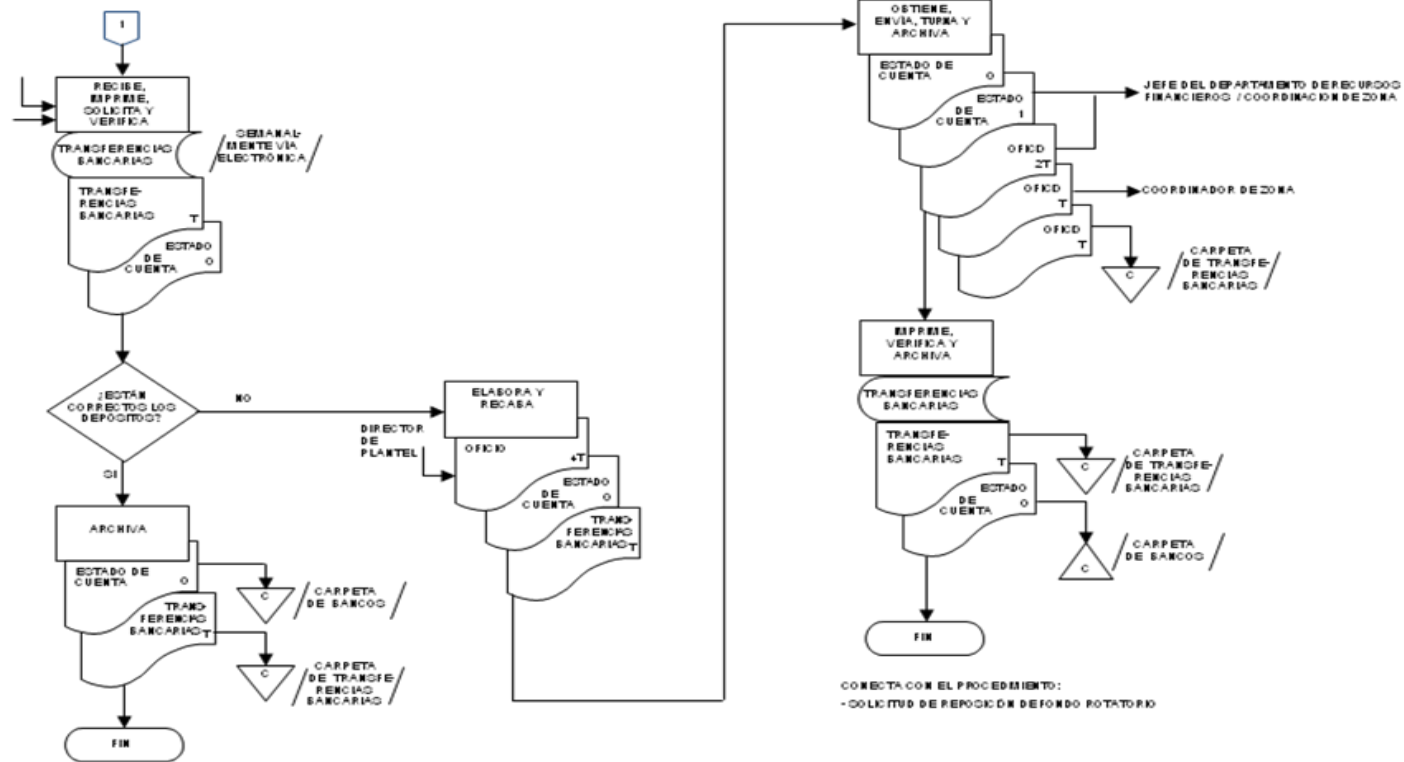 1
RECIBE,
IMPRIME,
SOLICITA Y
VERIFICA
TRANSFERENCIAS
BANCARIAS
SEMANAL-
MENTE VÍA
ELECTRÓNICA
TRANSFE-
RENCIAS
BANCARIAS
T
ESTADO
DE
CUENTA
O
¿ESTÁN
CORRECTOS LOS
DEPÓSITOS?
NO
SI
ARCHIVA
ESTADO DE
CUENTA
O
TRANS-
FERENCIAS
BANCARIAS T
C
CARPETA
DE BANCOS
C
CARPETA
DE TRANSFE-
RENCIAS
BANCARIAS
FIN
DIRECTOR
DE
PLANTEL
ELABORA Y
RECABA
OFICIO
4T
ESTADO
DE
CUENTA
O
TRANS-
FERENCIAS
BANCARIAS T
OBTIENE,
ENVÍA, TURNA Y
ARCHIVA
ESTADO DE
CUENTA
O
ESTADO
DE
CUENTA
1
JEFE DEL DEPARTAMENTO DE RECURSOS
FINANCIEROS / COORDINACION DE ZONA
OFICIO
2T
OFICIO
T
COORDINADOR DE ZONA
OFICIO
T
C
CARPETA
DE TRANSFE-
RENCIAS
BANCARIAS
IMPRIME,
VERIFICA Y
ARCHIVA
TRANSFERENCIAS
BANCARIAS
TRANSFE-
RENCIAS
BANCARIAS
T
ESTADO
DE
CUENTA
O
C
CARPETA
DE TRANSFE-
RENCIAS
BANCARIAS
C
CARPETA
DE BANCOS
FIN
CONECTA CON EL PROCEDIMIENTO:
- SOLICITUD DE REPOSICIÓN DE FONDO ROTATORIO